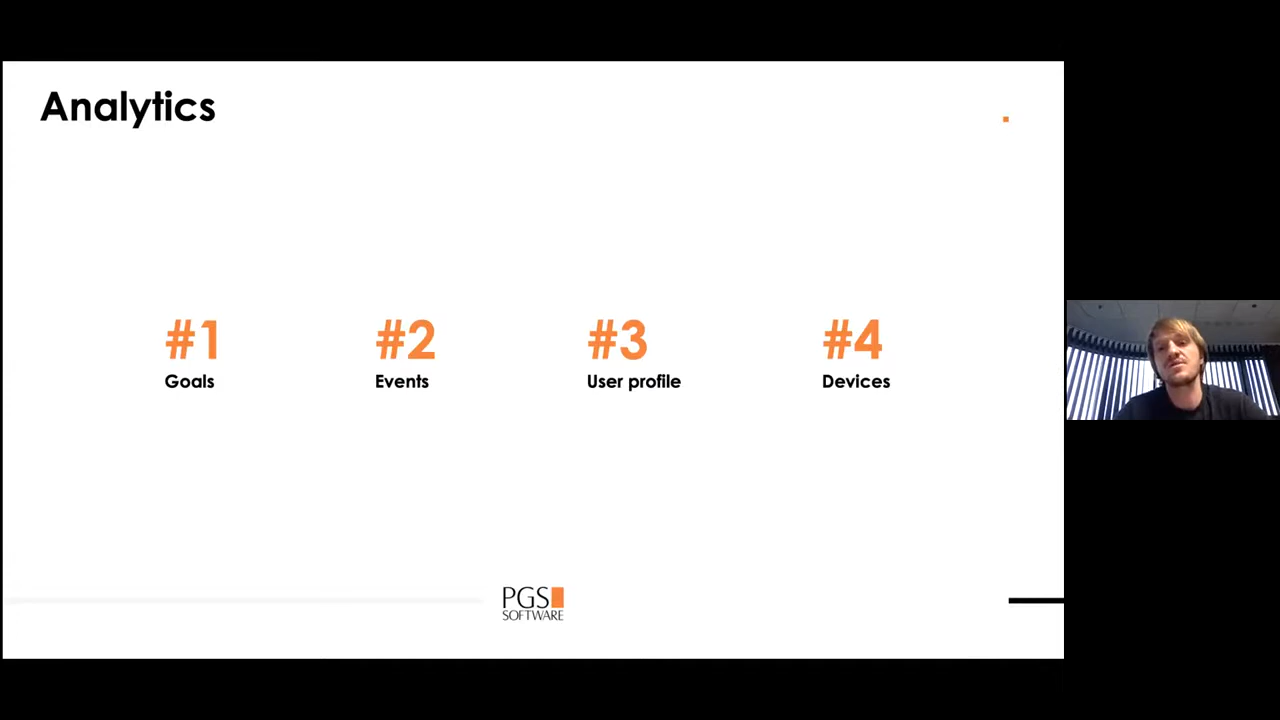 Analytics
#1
Goals
#2
Events
#3
User profile
#4
Devices
PGS
SOFTWARE